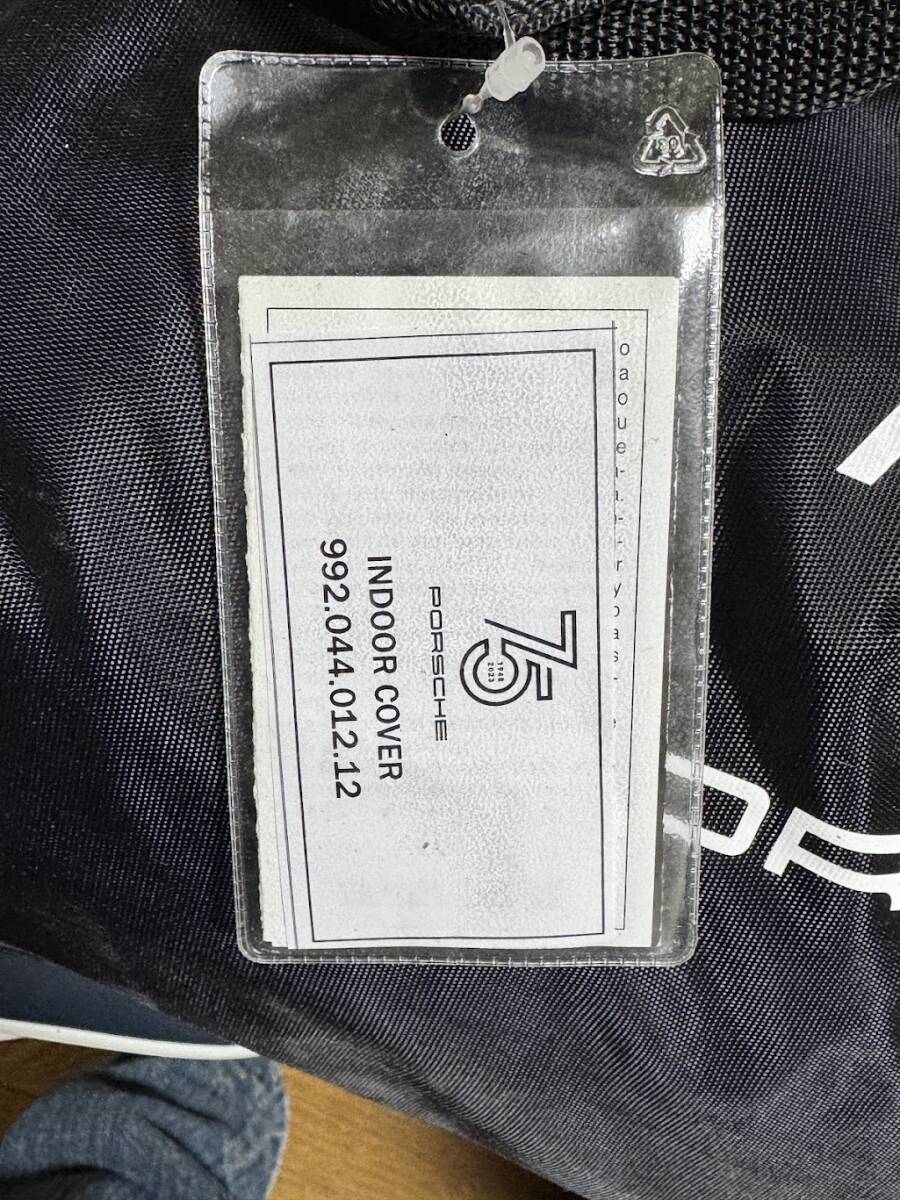 75
1948
2023
PORSCHE
INDOOR COVER
992.044.012.12